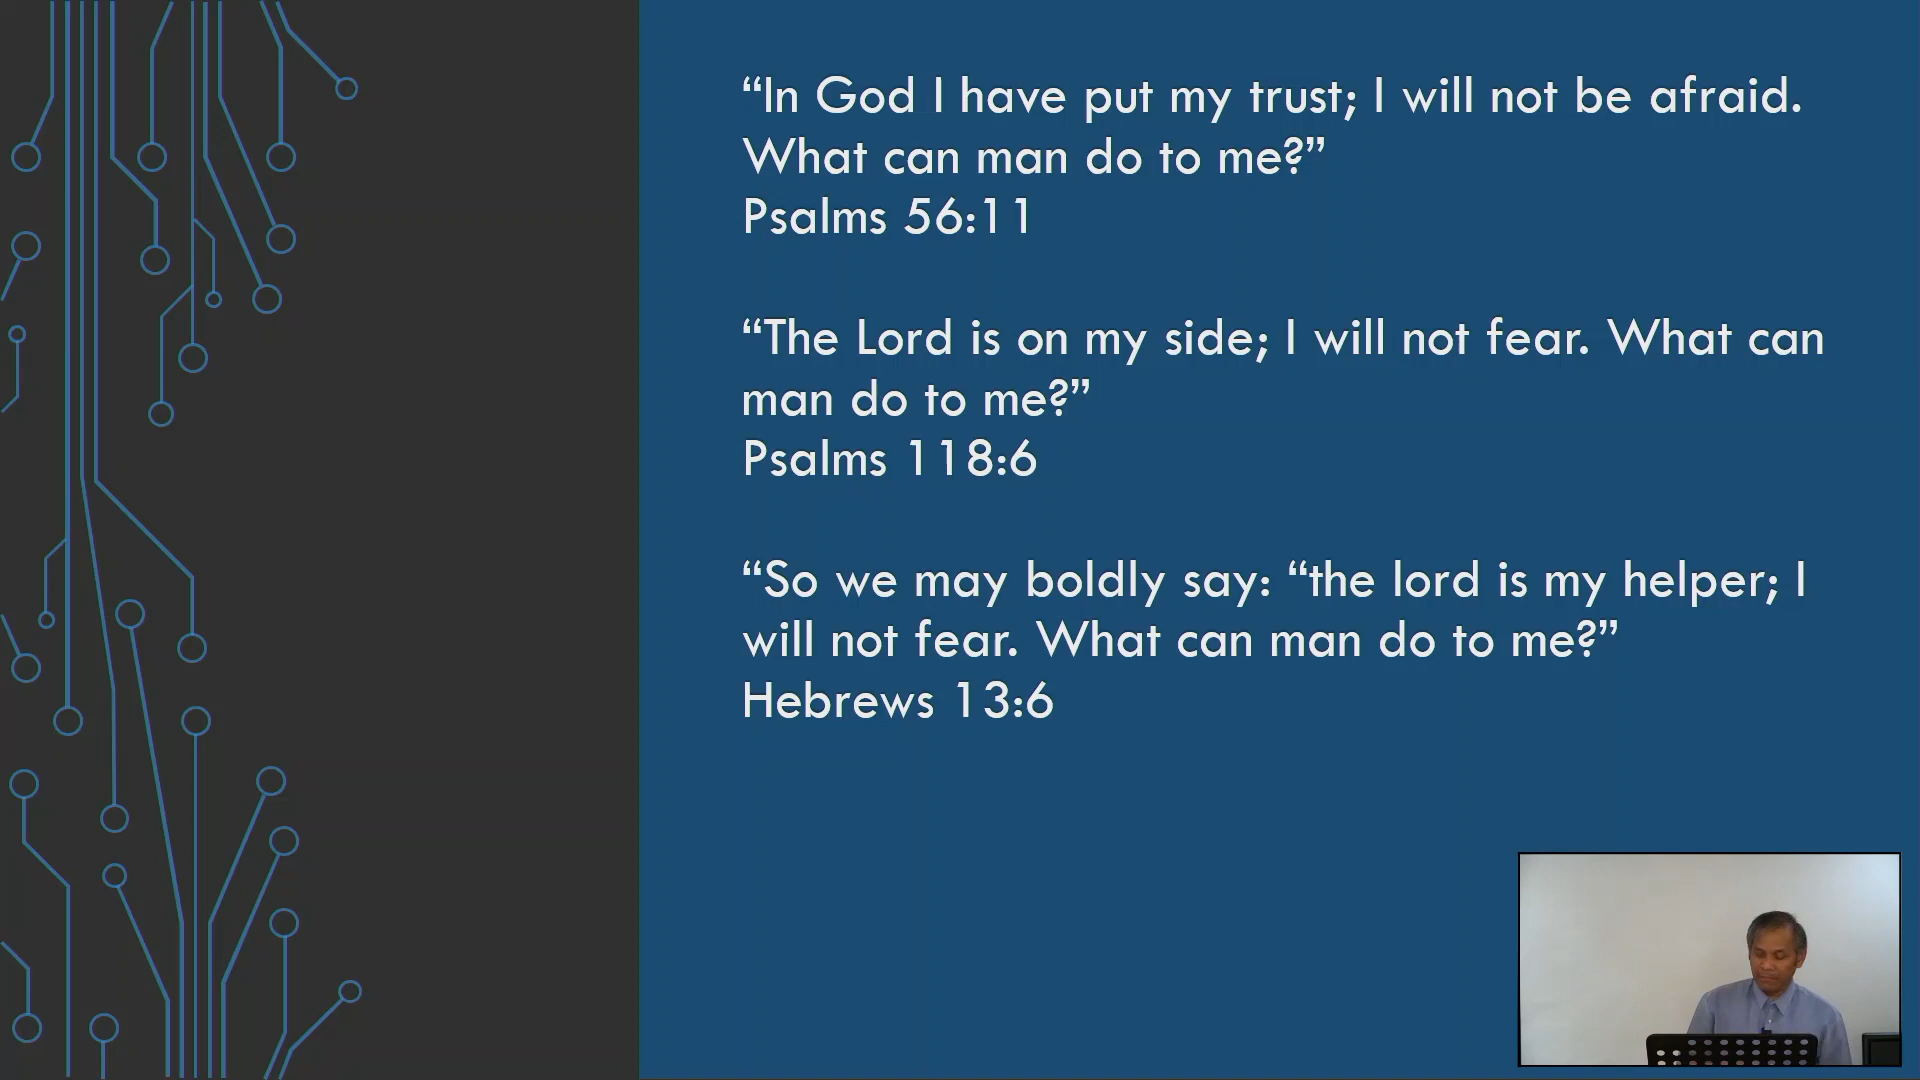 “In God I have put my trust; I will not be afraid.
What can man do to me?”
Psalms 56:11
“The Lord is on my side; I will not fear. What can
man do to me?”
Psalms 118:6
“So we may boldly say: “the lord is my helper; I
will not fear. What can man do to me?”
Hebrews 13:6